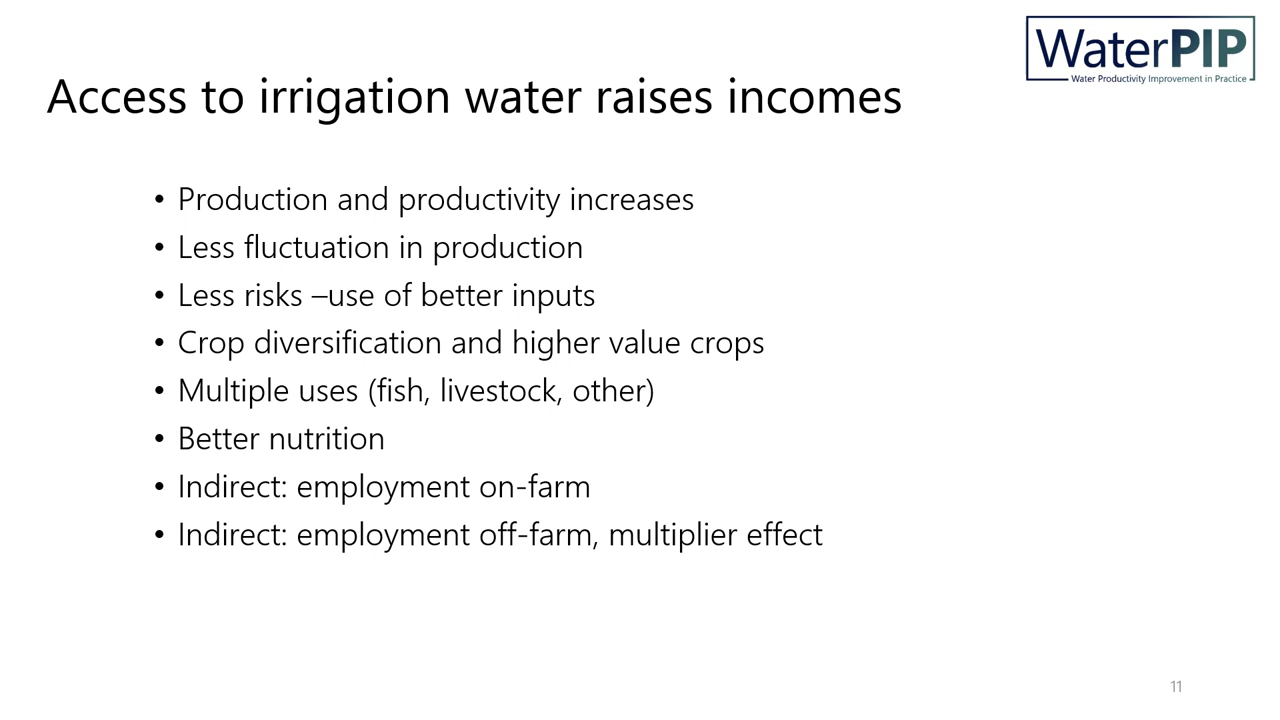 WaterPIP
Water Productivity Improvement in Practice
Access to irrigation water raises incomes
• Production and productivity increases
• Less fluctuation in production
• Less risks –use of better inputs
• Crop diversification and higher value crops
• Multiple uses (fish, livestock, other)
• Better nutrition
• Indirect: employment on-farm
• Indirect: employment off-farm, multiplier effect
11